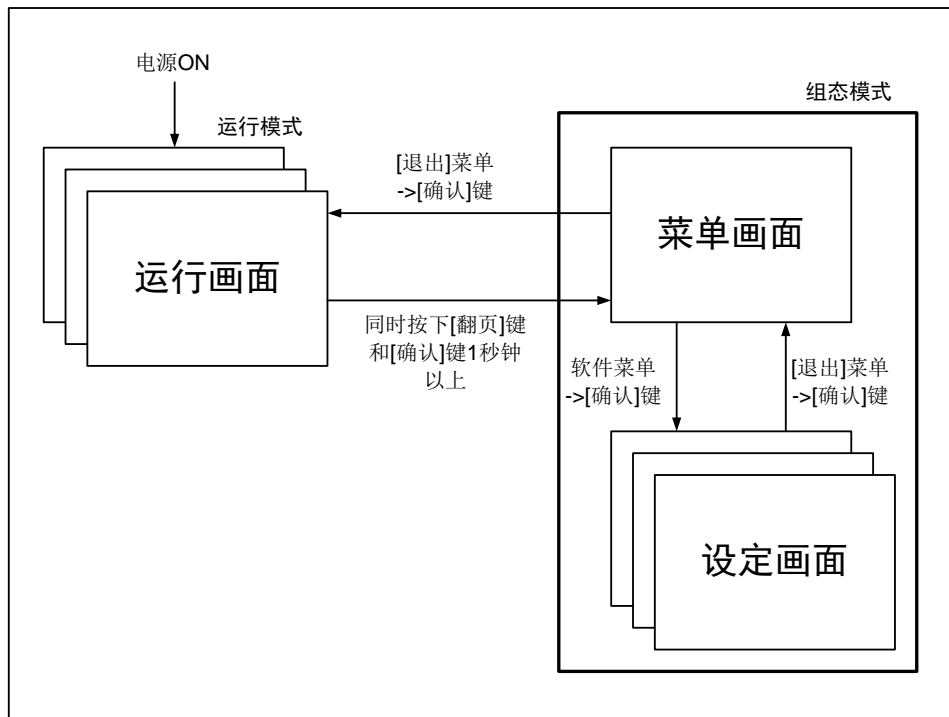 电源ON
运行模式
组态模式
[退出]菜单
->[确认]键
运行画面
菜单画面
同时按下[翻页]键
和[确认]键1秒钟
以上
软件菜单
->[确认]键
[退出]菜单
->[确认]键
设定画面